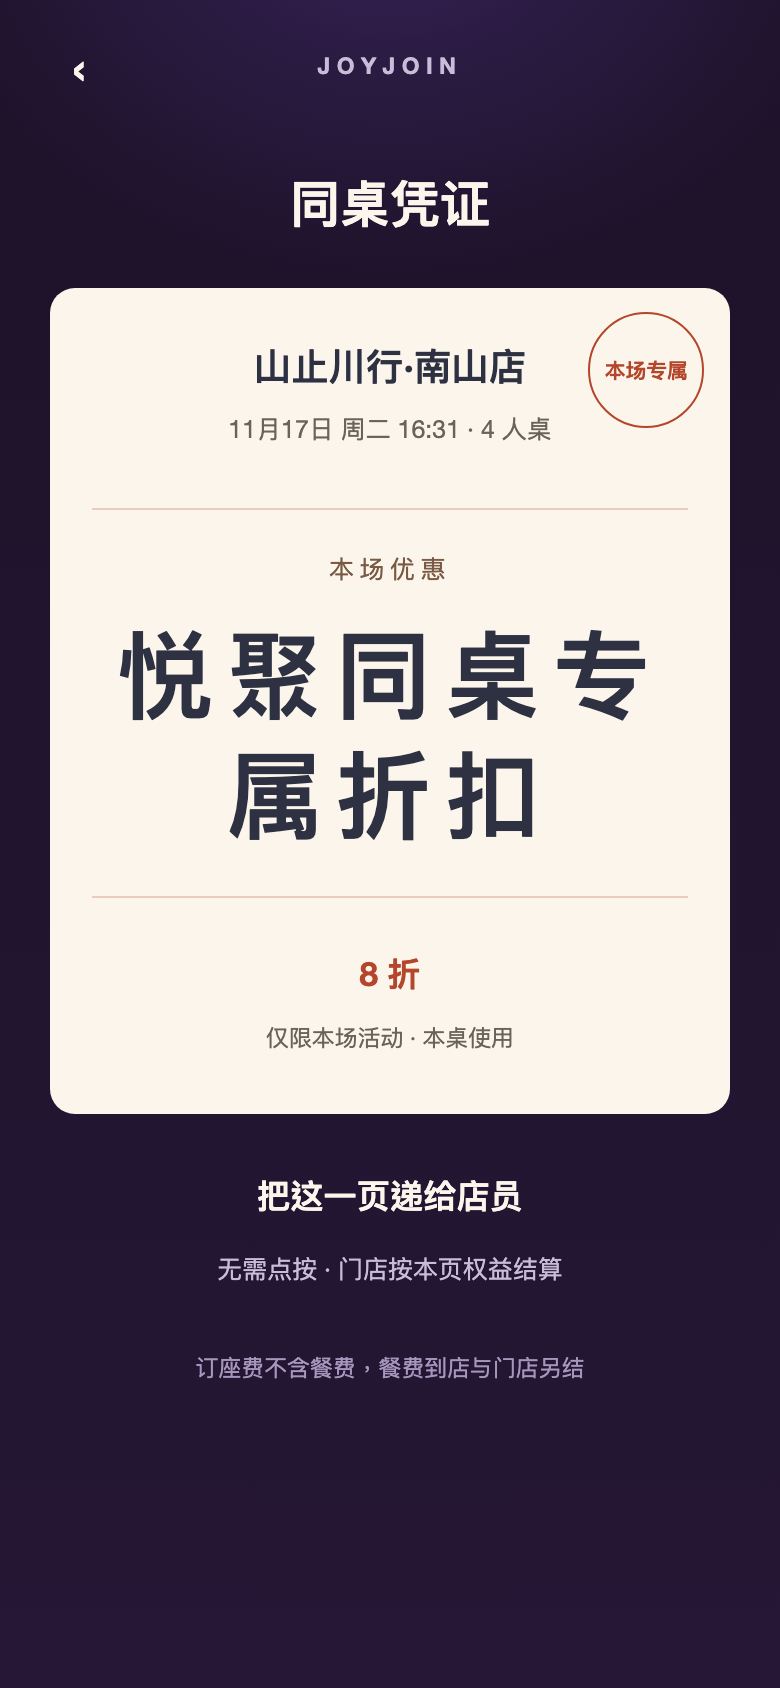 JOYJOIN
同桌凭证
山止川行·南山店
本场专属
11月17日 周二 16:31 · 4 人桌
本场优惠
悦聚同桌专
属折扣
8 折
仅限本场活动 · 本桌使用
把这一页递给店员
无需点按 · 门店按本页权益结算
订座费不含餐费，餐费到店与门店另结